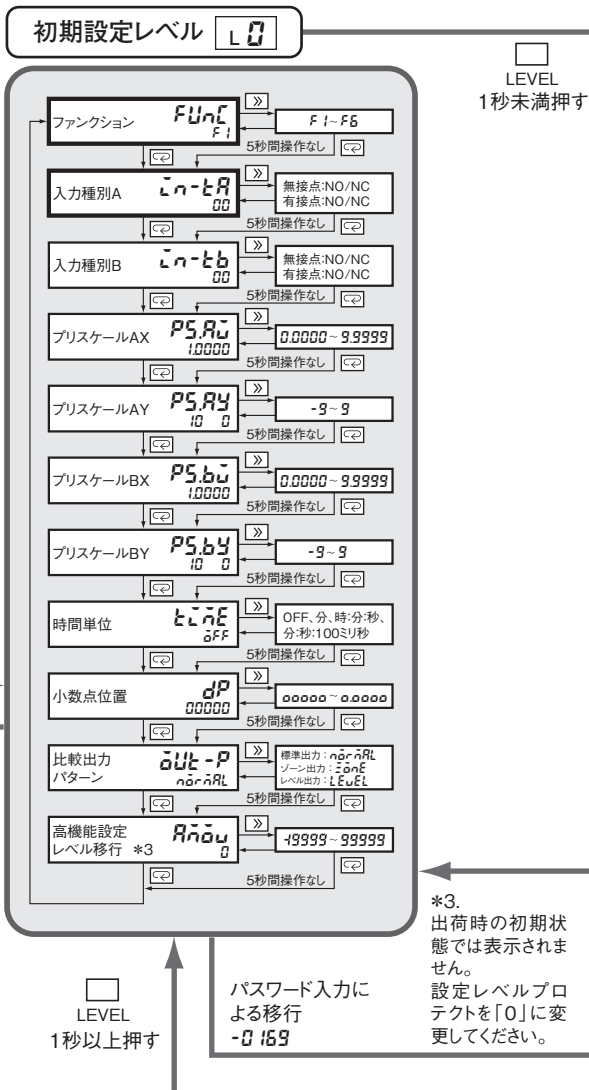 初期設定レベル L 0
LEVEL
1秒未満押す
ファンクション FUnC
F1
F1~F6
5秒間操作なし
入力種別A in-tA
00
無接点:NO/NC
有接点:NO/NC
5秒間操作なし
入力種別B in-tb
00
無接点:NO/NC
有接点:NO/NC
5秒間操作なし
プリスケールAX PS.AX
1.0000
0.0000~9.9999
5秒間操作なし
プリスケールAY PS.AY
10 0
-9~9
5秒間操作なし
プリスケールBX PS.bX
1.0000
0.0000~9.9999
5秒間操作なし
プリスケールBY PS.bY
10 0
-9~9
5秒間操作なし
時間単位 tiME
oFF
OFF、分、時:分:秒、
分:秒:100ミリ秒
5秒間操作なし
小数点位置 dP
00000
ooooo~o.oooo
5秒間操作なし
比較出力
パターン oUt-P
noRMAL
標準出力:noRMAL
ゾーン出力:ZonE
レベル出力:LEVEL
5秒間操作なし
高機能設定
レベル移行 *3 AMoV
0
-19999~99999
5秒間操作なし
*3.
出荷時の初期状
態では表示されま
せん。
設定レベルプロ
テクトを「0」に変
更してください。
LEVEL
1秒以上押す
パスワード入力に
よる移行
-0169